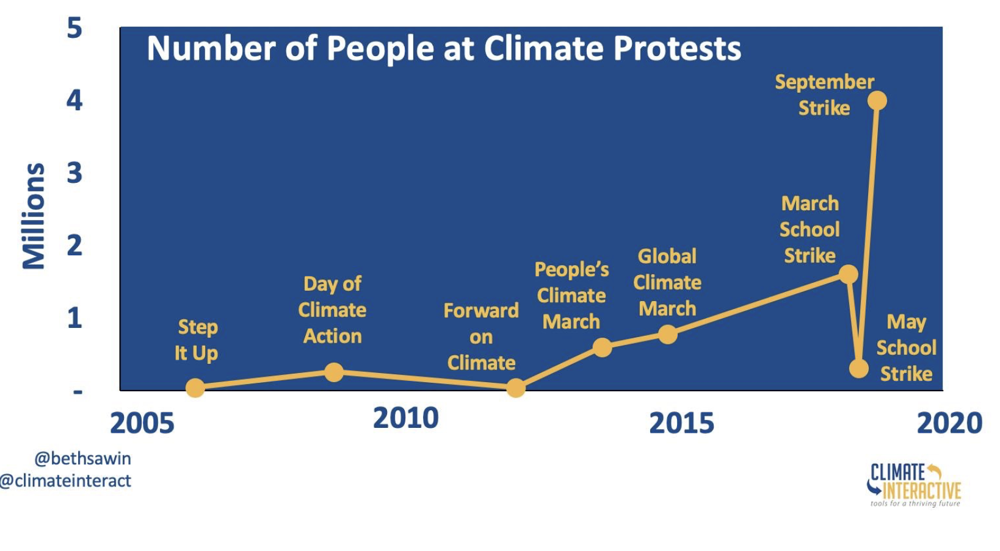 Number of People at Climate Protests
5
4
3
2
1
-
Millions
Step
It Up
Day of
Climate
Action
Forward
on
Climate
People’s
Climate
March
Global
Climate
March
March
School
Strike
September
Strike
May
School
Strike
2005
2010
2015
2020
@bethsawin
@climateinteract
CLIMATE
INTERACTIVE
tools for a thriving future